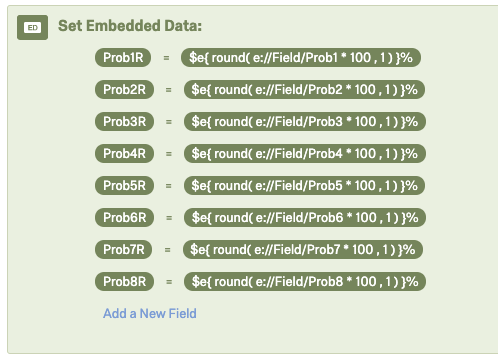 ED Set Embedded Data:
Prob1R = $e{ round( e://Field/Prob1 * 100 , 1 ) }%
Prob2R = $e{ round( e://Field/Prob2 * 100 , 1 ) }%
Prob3R = $e{ round( e://Field/Prob3 * 100 , 1 ) }%
Prob4R = $e{ round( e://Field/Prob4 * 100 , 1 ) }%
Prob5R = $e{ round( e://Field/Prob5 * 100 , 1 ) }%
Prob6R = $e{ round( e://Field/Prob6 * 100 , 1 ) }%
Prob7R = $e{ round( e://Field/Prob7 * 100 , 1 ) }%
Prob8R = $e{ round( e://Field/Prob8 * 100 , 1 ) }%
Add a New Field